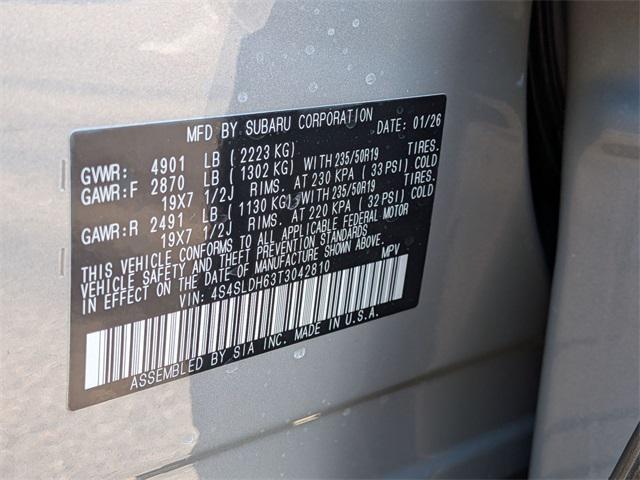 MFD BY SUBARU CORPORATION DATE: 01/26
GVWR: 4901 LB ( 2223 KG)
GAWR:F 2870 LB ( 1302 KG) WITH 235/50R19 TIRES.
19X7 1/2J RIMS. AT 230 KPA ( 33 PSI) COLD
GAWR:R 2491 LB ( 1130 KG) WITH 235/50R19 TIRES.
19X7 1/2J RIMS. AT 220 KPA ( 32 PSI) COLD
THIS VEHICLE CONFORMS TO ALL APPLICABLE FEDERAL MOTOR
VEHICLE SAFETY AND THEFT PREVENTION STANDARDS
IN EFFECT ON THE DATE OF MANUFACTURE SHOWN ABOVE.
VIN: 4S4SLDH63T3042810 MPV
ASSEMBLED BY SIA INC. MADE IN U.S.A.